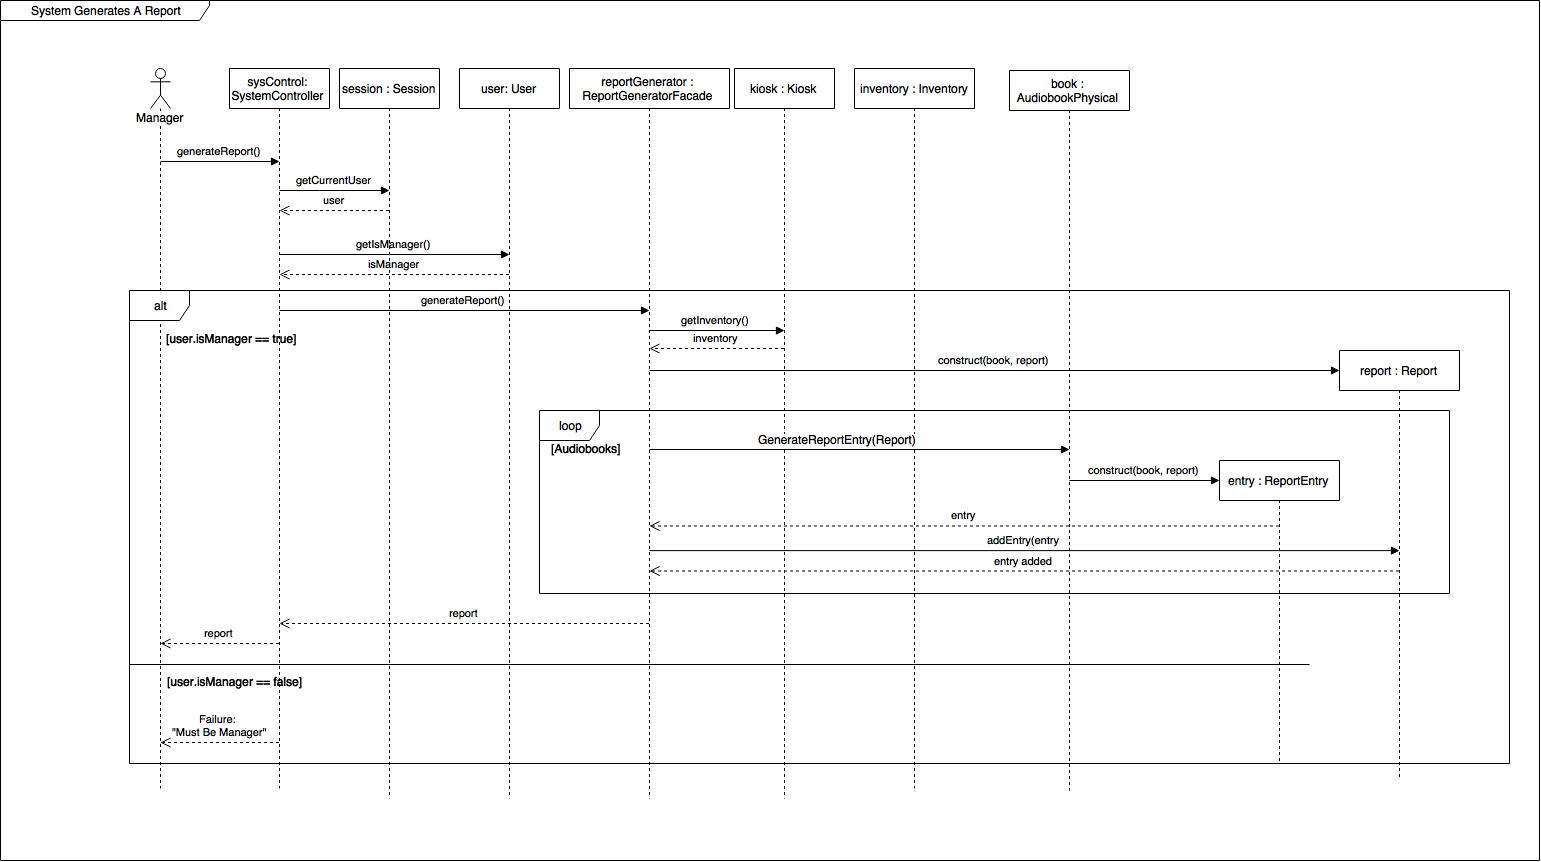 System Generates A Report
Manager
sysControl:
SystemController
session : Session
user: User
reportGenerator :
ReportGeneratorFacade
kiosk : Kiosk
inventory : Inventory
book :
AudiobookPhysical
generateReport()
getCurrentUser
user
getIsManager()
isManager
alt
generateReport()
getInventory()
[user.isManager == true]
inventory
construct(book, report)
report : Report
loop
GenerateReportEntry(Report)
[Audiobooks]
construct(book, report)
entry : ReportEntry
entry
addEntry(entry
entry added
report
report
[user.isManager == false]
Failure:
"Must Be Manager"